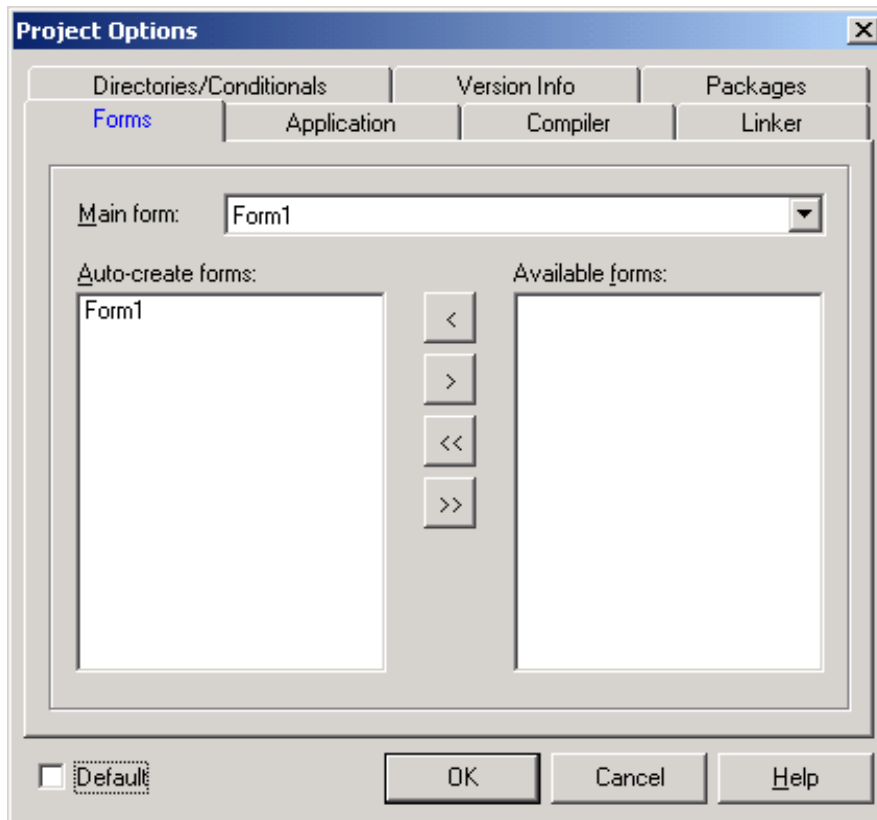 Project Options
Directories/Conditionals Version Info Packages
Forms Application Compiler Linker
Main form: Form1
Auto-create forms: Available forms:
Form1
<
>
<<
>>
Default OK Cancel Help